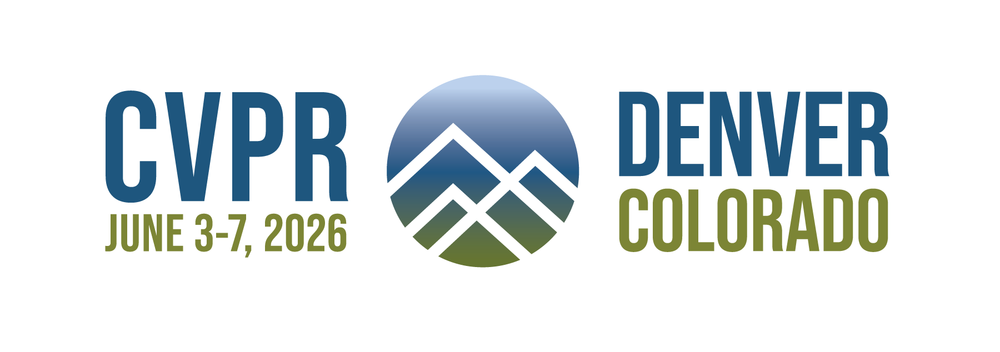 CVPR
JUNE 3-7, 2026
DENVER
COLORADO